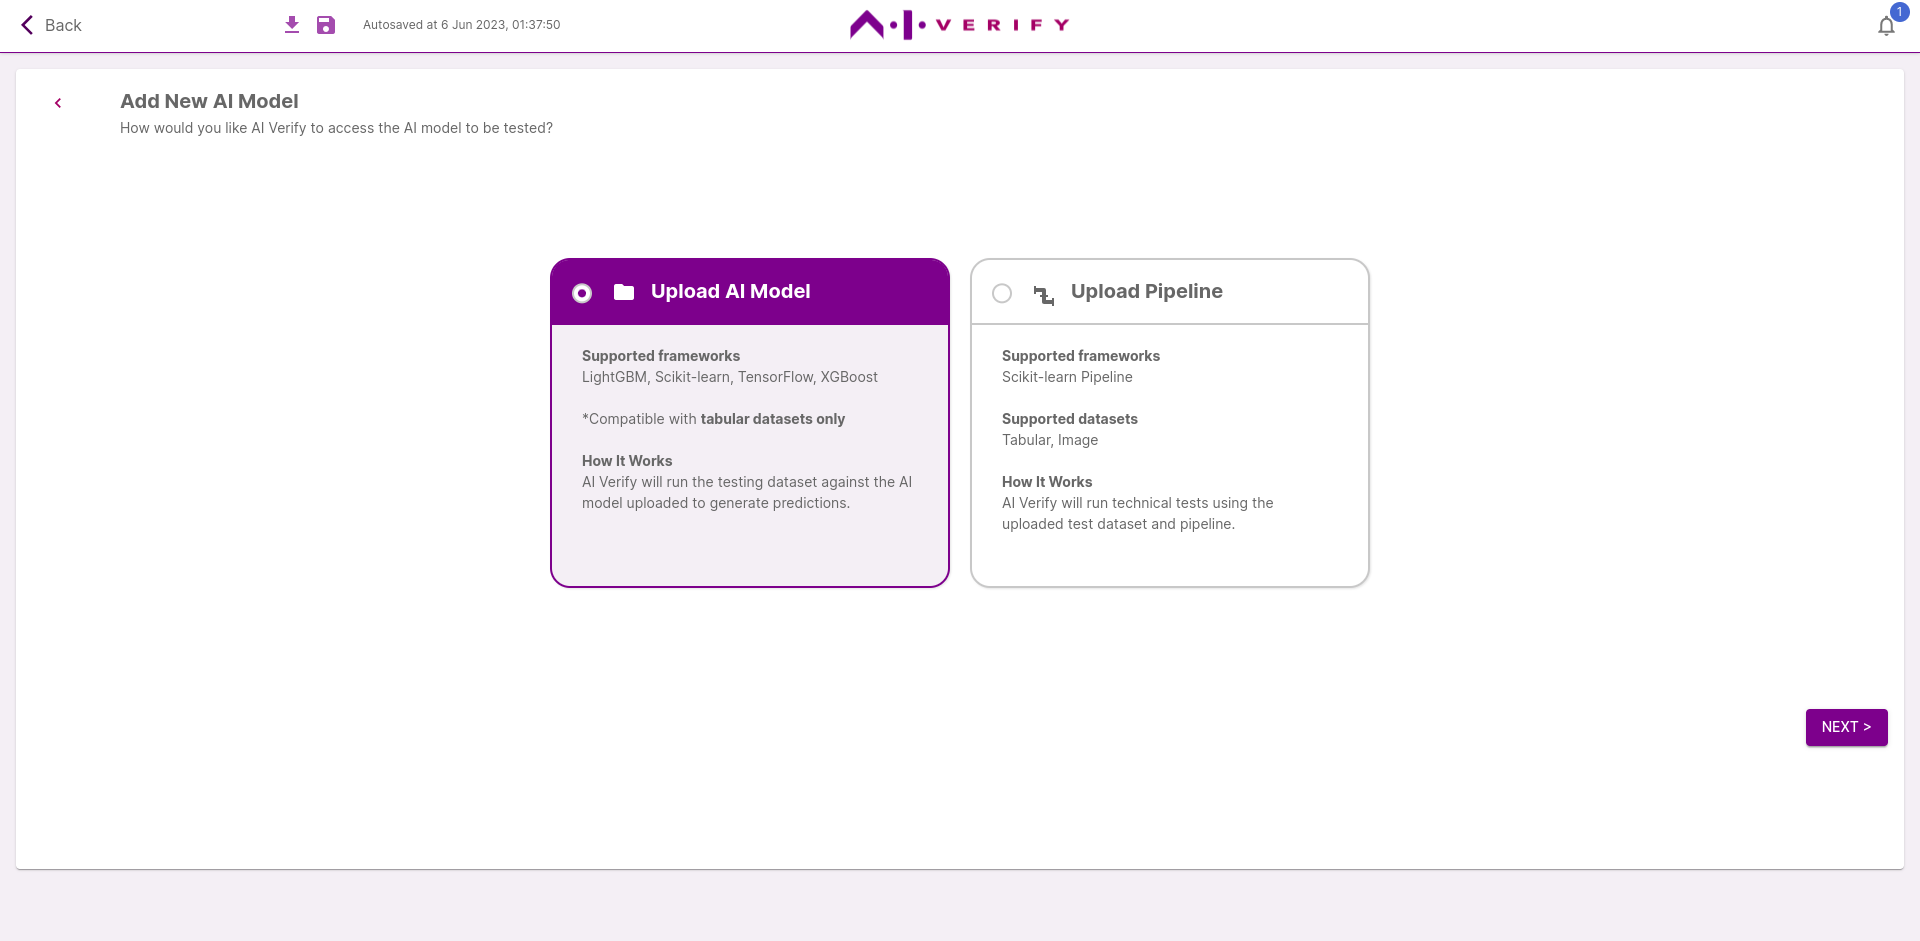 Back
Autosaved at 6 Jun 2023, 01:37:50
VERIFY
1
Add New AI Model
How would you like AI Verify to access the AI model to be tested?
Upload AI Model
Supported frameworks
LightGBM, Scikit-learn, TensorFlow, XGBoost
*Compatible with tabular datasets only
How It Works
AI Verify will run the testing dataset against the AI
model uploaded to generate predictions.
Upload Pipeline
Supported frameworks
Scikit-learn Pipeline
Supported datasets
Tabular, Image
How It Works
AI Verify will run technical tests using the
uploaded test dataset and pipeline.
NEXT >